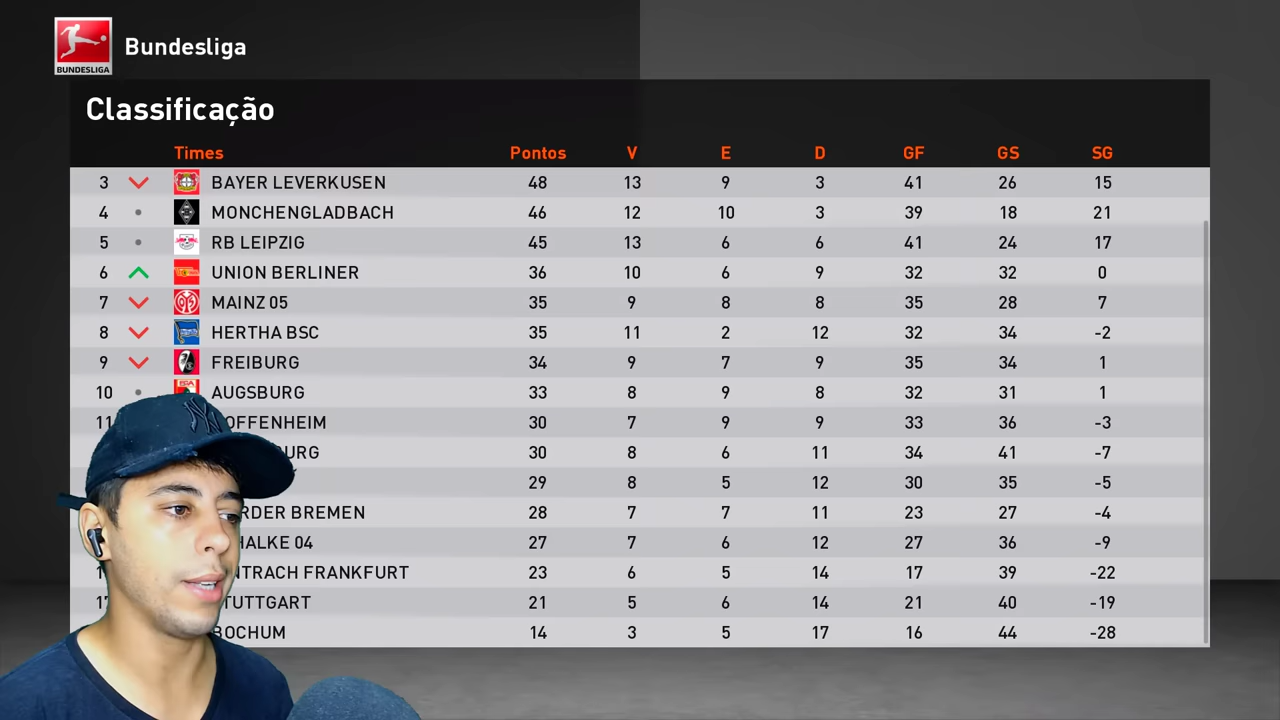 BUNDESLIGA
Bundesliga
Classificação
Times Pontos V E D GF GS SG
3 BAYER LEVERKUSEN 48 13 9 3 41 26 15
4 MONCHENGLADBACH 46 12 10 3 39 18 21
5 RB LEIPZIG 45 13 6 6 41 24 17
6 UNION BERLINER 36 10 6 9 32 32 0
7 MAINZ 05 35 9 8 8 35 28 7
8 HERTHA BSC 35 11 2 12 32 34 -2
9 FREIBURG 34 9 7 9 35 34 1
10 AUGSBURG 33 8 9 8 32 31 1
11 OFFENHEIM 30 7 9 9 33 36 -3
URG 30 8 6 11 34 41 -7
29 8 5 12 30 35 -5
RDER BREMEN 28 7 7 11 23 27 -4
HALKE 04 27 7 6 12 27 36 -9
1 NTRACH FRANKFURT 23 6 5 14 17 39 -22
17 TUTTGART 21 5 6 14 21 40 -19
BOCHUM 14 3 5 17 16 44 -28